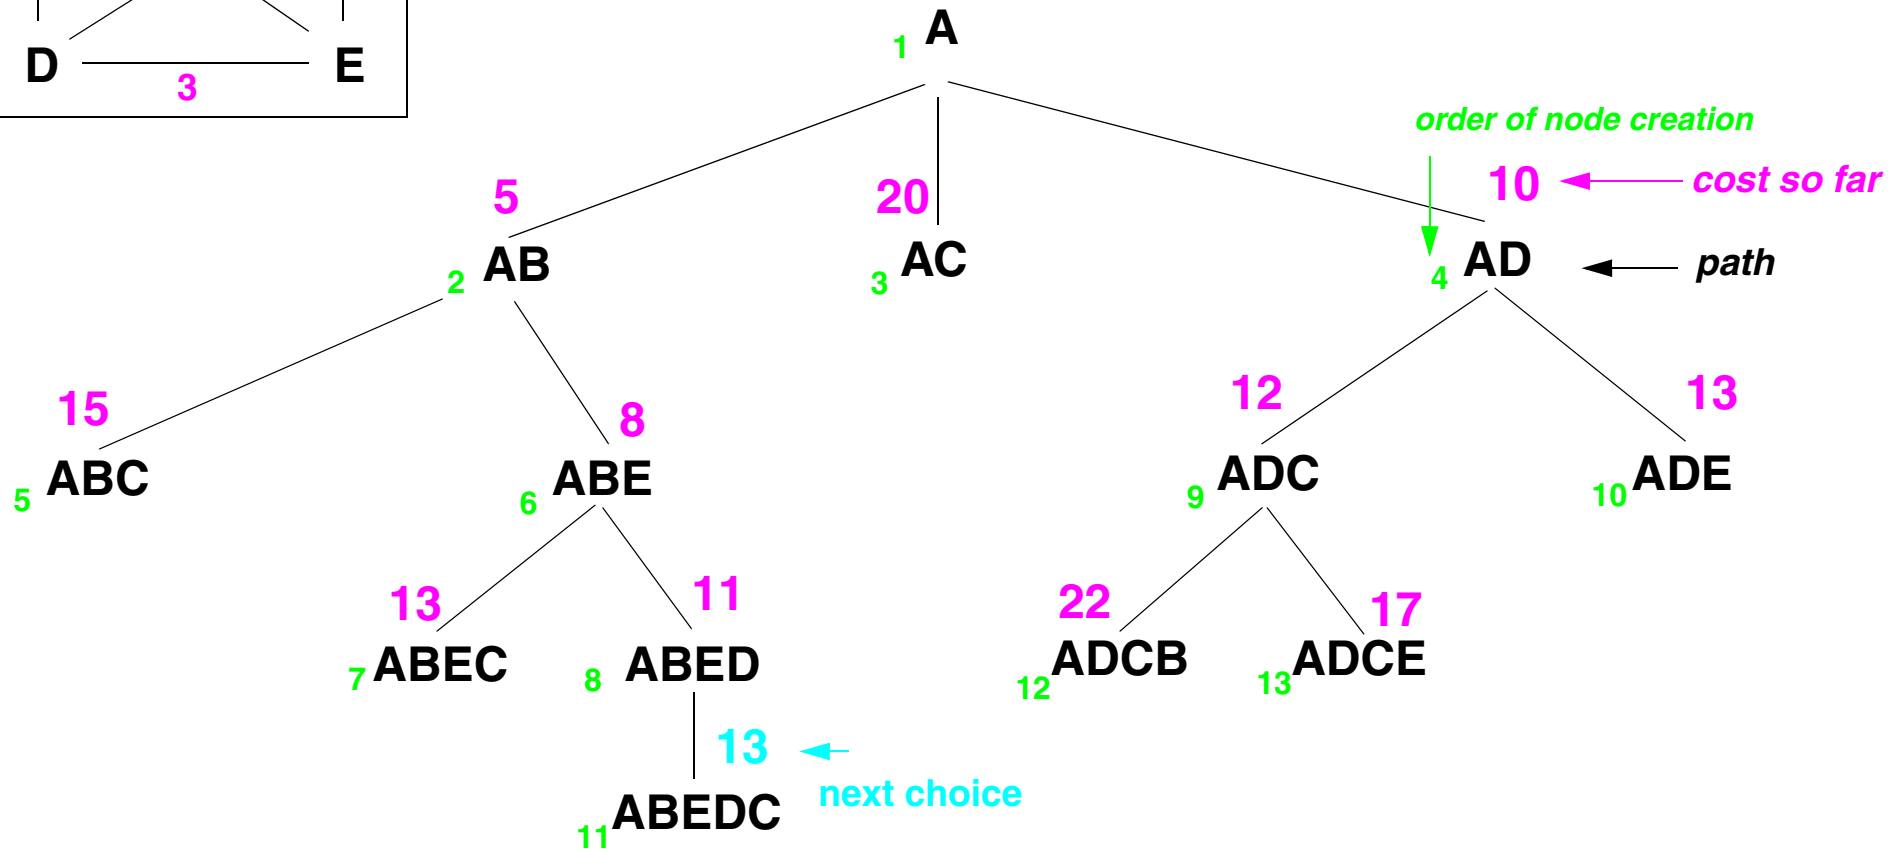 A
1
D
E
3
order of node creation
5
20
10
cost so far
2
AB
3
AC
4
AD
path
15
8
12
13
5
ABC
6
ABE
9
ADC
10
ADE
13
11
22
17
7
ABEC
8
ABED
12
ADCB
13
ADCE
13
next choice
11
ABEDC